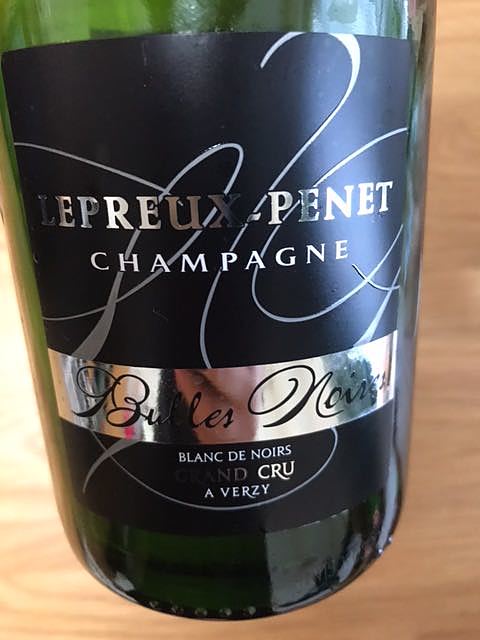 LEPREUX-PENET
CHAMPAGNE
Bulles Noires
BLANC DE NOIRS
GRAND CRU
A VERZY